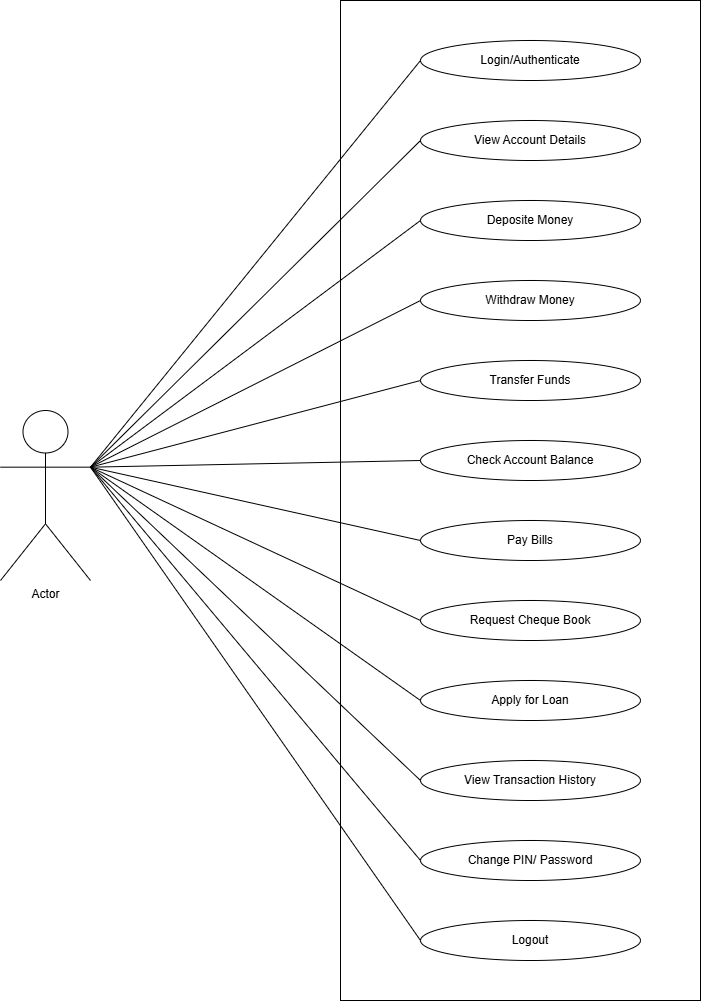 Login/Authenticate
View Account Details
Deposite Money
Withdraw Money
Transfer Funds
Check Account Balance
Pay Bills
Actor
Request Cheque Book
Apply for Loan
View Transaction History
Change PIN/ Password
Logout